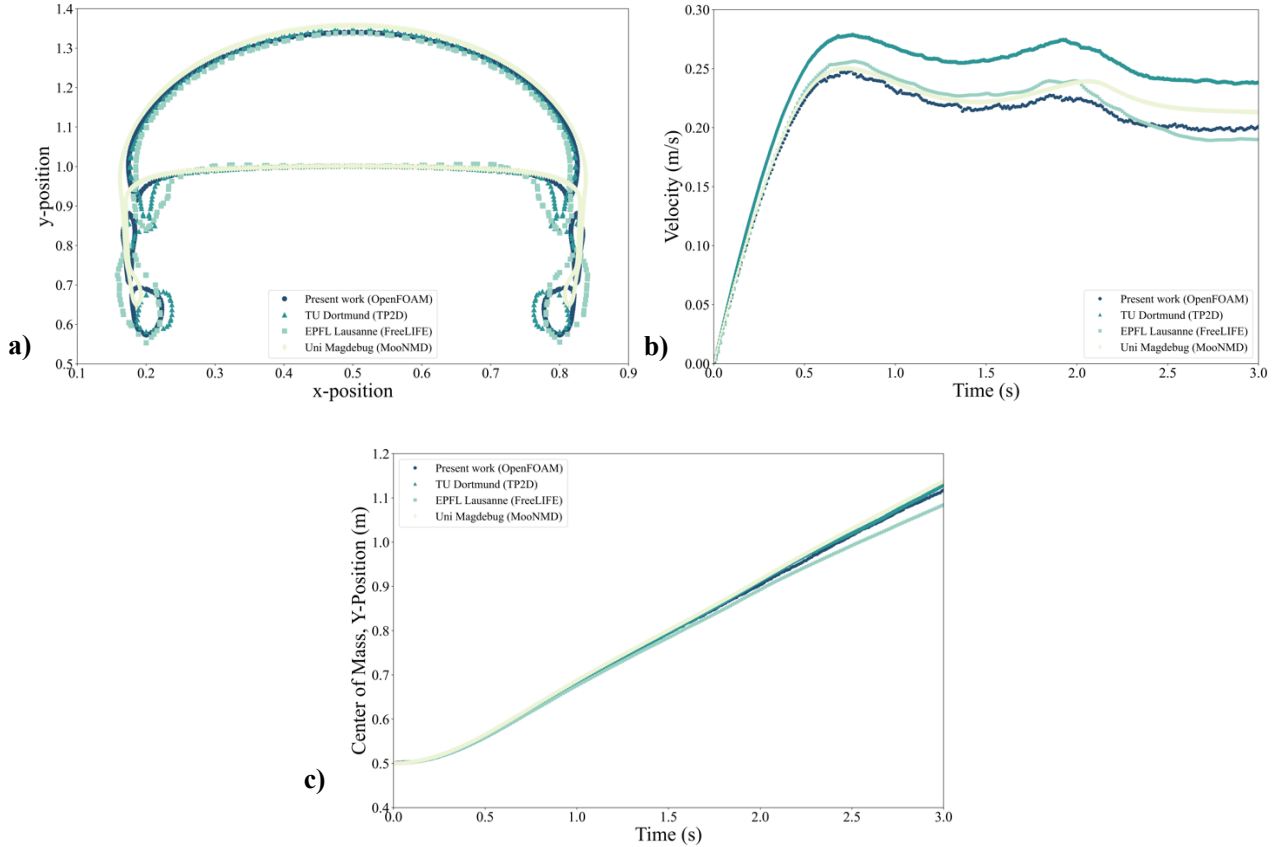 a)
y-position
1.4
1.3
1.2
1.1
1.0
0.9
0.8
0.7
0.6
0.5
0.1
0.2
0.3
0.4
0.5
0.6
0.7
0.8
0.9
x-position
Present work (OpenFOAM)
TU Dortmund (TP2D)
EPFL Lausanne (FreeLIFE)
Uni Magdebug (MooNMD)
b)
Velocity (m/s)
0.30
0.25
0.20
0.15
0.10
0.05
0.00
0.0
0.5
1.0
1.5
2.0
2.5
3.0
Time (s)
Present work (OpenFOAM)
TU Dortmund (TP2D)
EPFL Lausanne (FreeLIFE)
Uni Magdebug (MooNMD)
c)
Center of Mass, Y-Position (m)
1.2
1.1
1.0
0.9
0.8
0.7
0.6
0.5
0.4
0.0
0.5
1.0
1.5
2.0
2.5
3.0
Time (s)
Present work (OpenFOAM)
TU Dortmund (TP2D)
EPFL Lausanne (FreeLIFE)
Uni Magdebug (MooNMD)